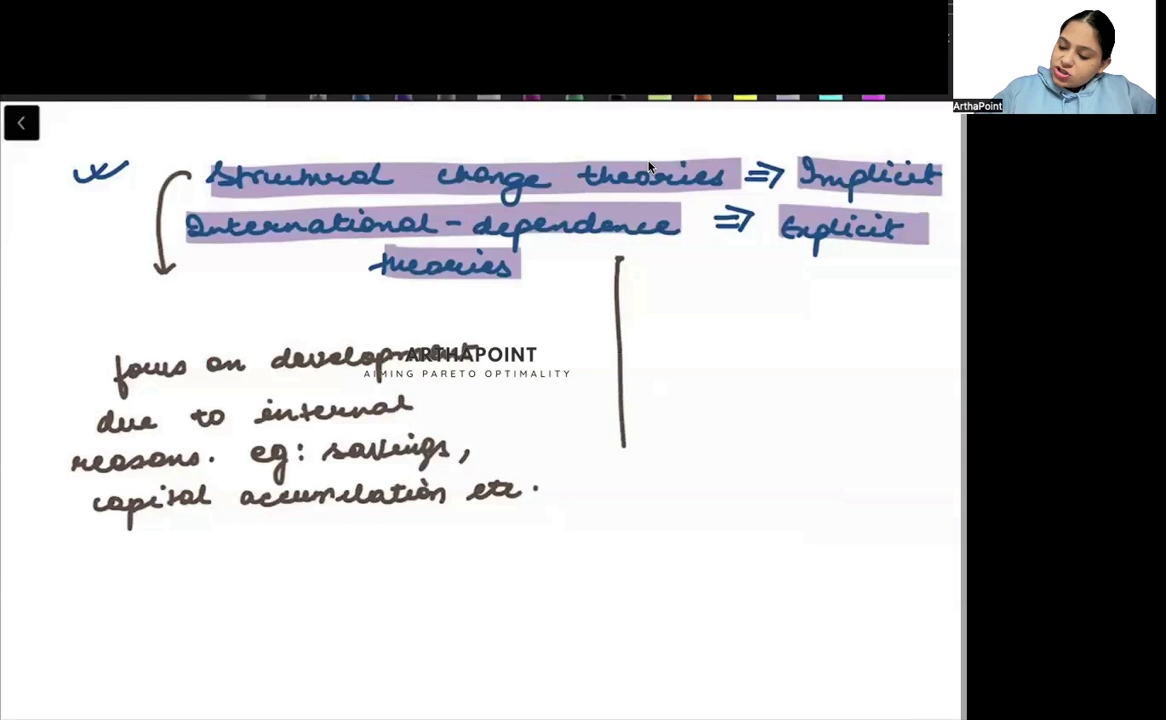 ArthaPoint
Structural change theories ⇒ Implicit
International-dependence ⇒ Explicit
theories
focus on development
ARTHAPOINT
AIMING PARETO OPTIMALITY
due to internal
reasons. eg: savings,
capital accumulation etc.